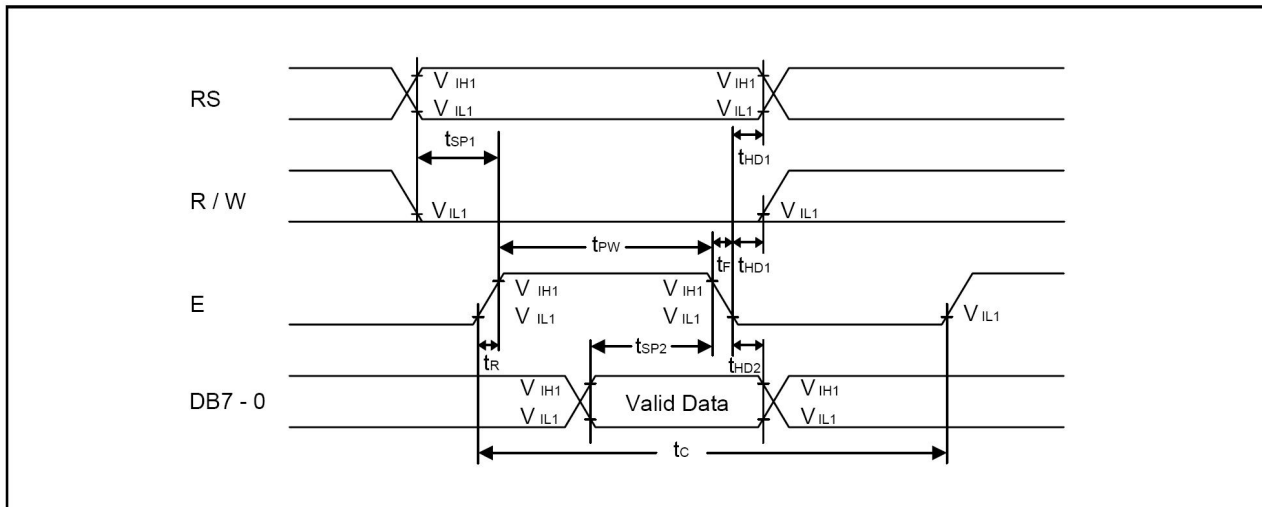 V IH1
V IH1
RS
V IL1
V IL1
tSP1
tHD1
R / W
V IL1
V IL1
tPW
tF
tHD1
E
V IH1
V IH1
V IL1
V IL1
V IL1
tSP2
tR
tHD2
V IH1
V IH1
DB7 - 0
Valid Data
V IL1
V IL1
tC